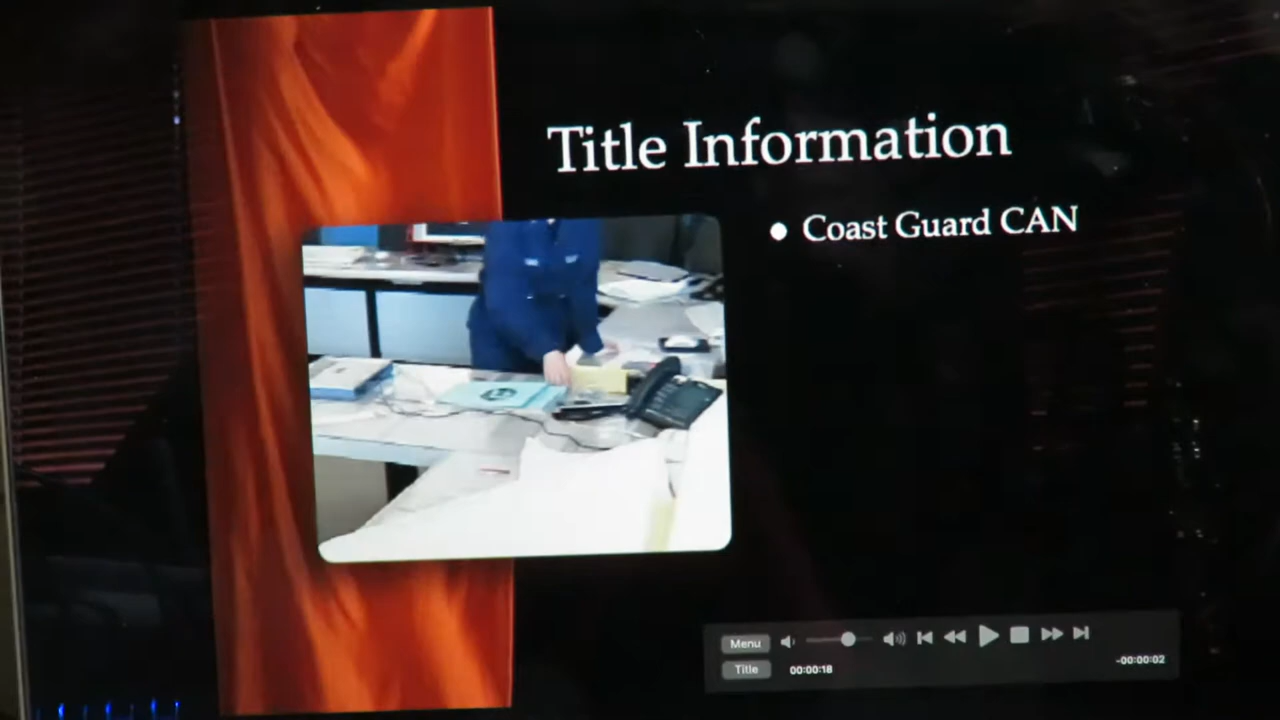 Title Information
● Coast Guard CAN
Menu
Title
00:00:18
-00:00:02